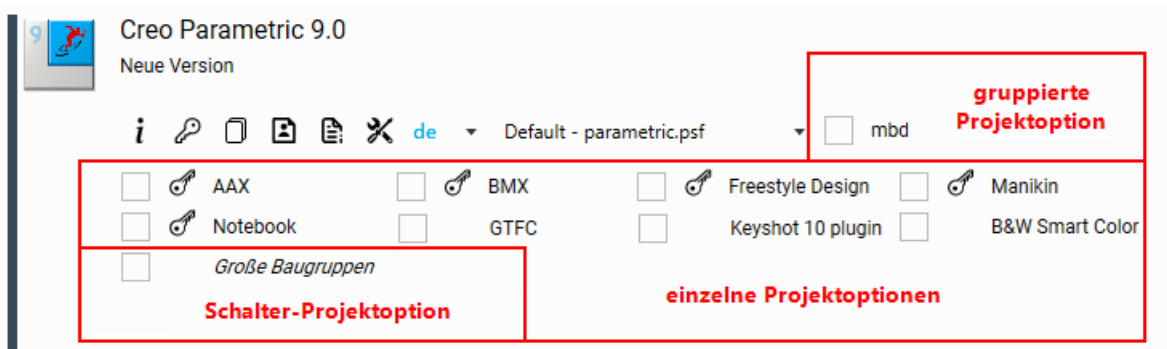 9
Creo Parametric 9.0
Neue Version
gruppierte
Projektoption
i de Default - parametric.psf mbd
AAX BMX Freestyle Design Manikin
Notebook GTFC Keyshot 10 plugin B&W Smart Color
Große Baugruppen
Schalter-Projektoption
einzelne Projektoptionen